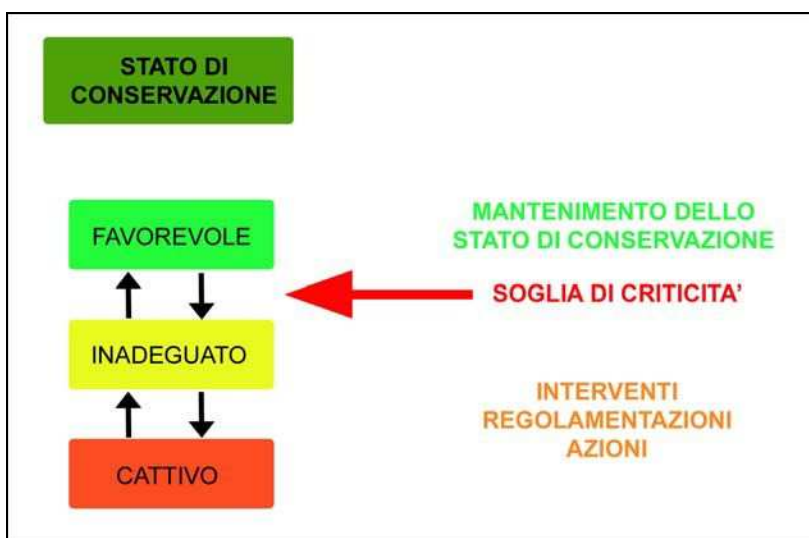 STATO DI
CONSERVAZIONE
FAVOREVOLE
MANTENIMENTO DELLO
STATO DI CONSERVAZIONE
SOGLIA DI CRITICITA'
INADEGUATO
INTERVENTI
REGOLAMENTAZIONI
AZIONI
CATTIVO